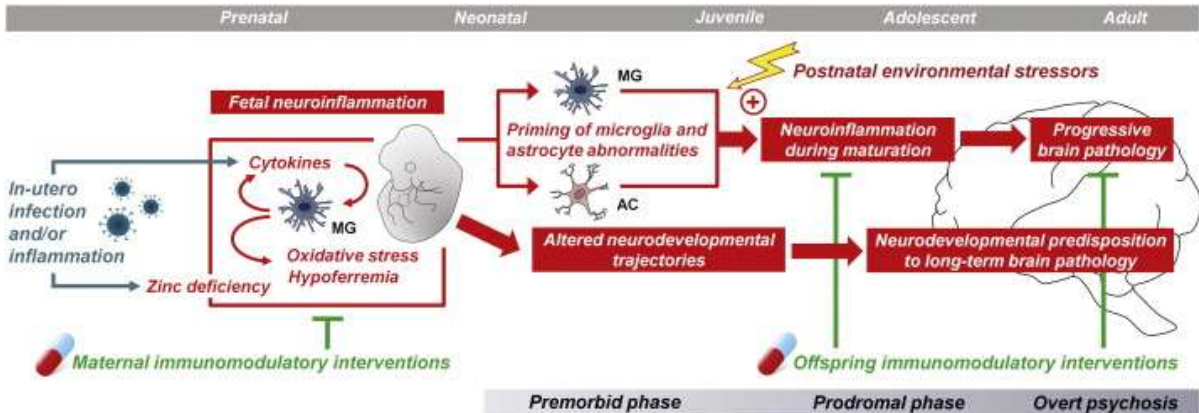 Prenatal Neonatal Juvenile Adolescent Adult
Postnatal environmental stressors
MG
Fetal neuroinflammation
Priming of microglia and
astrocyte abnormalities
AC
Neuroinflammation
during maturation
Progressive
brain pathology
In-utero
infection
and/or
inflammation
Cytokines
MG
Oxidative stress
Hypoferremia
Zinc deficiency
Altered neurodevelopmental
trajectories
Neurodevelopmental predisposition
to long-term brain pathology
Maternal immunomodulatory interventions
Offspring immunomodulatory interventions
Premorbid phase Prodromal phase Overt psychosis